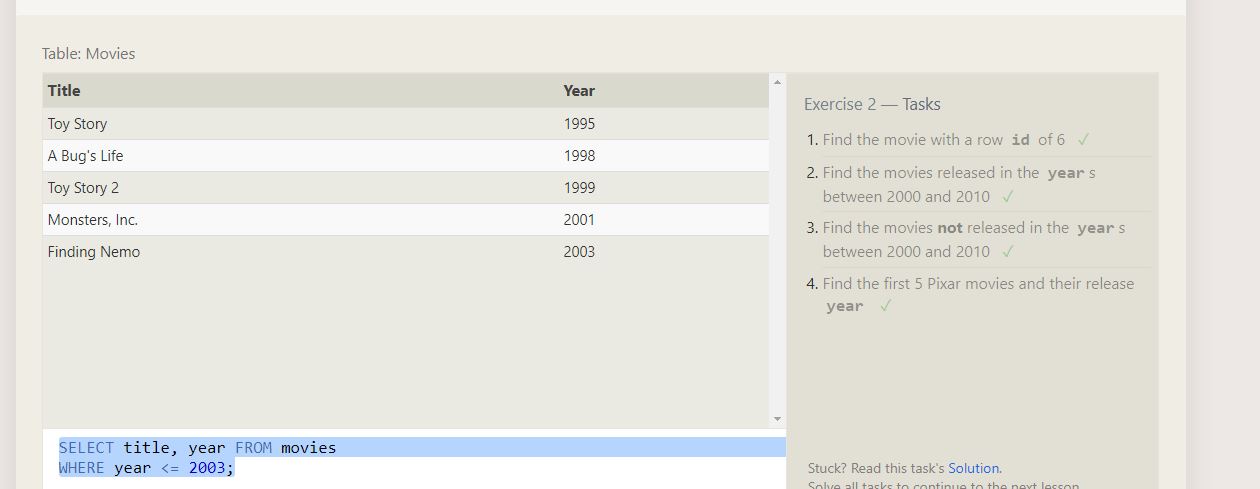 Table: Movies
Title Year
Toy Story 1995
A Bug's Life 1998
Toy Story 2 1999
Monsters, Inc. 2001
Finding Nemo 2003
SELECT title, year FROM movies
WHERE year <= 2003;
Exercise 2 — Tasks
1. Find the movie with a row id of 6 ✓
2. Find the movies released in the year s
between 2000 and 2010 ✓
3. Find the movies not released in the year s
between 2000 and 2010 ✓
4. Find the first 5 Pixar movies and their release
year ✓
Stuck? Read this task's Solution.
Solve all tasks to continue to the next lesson.